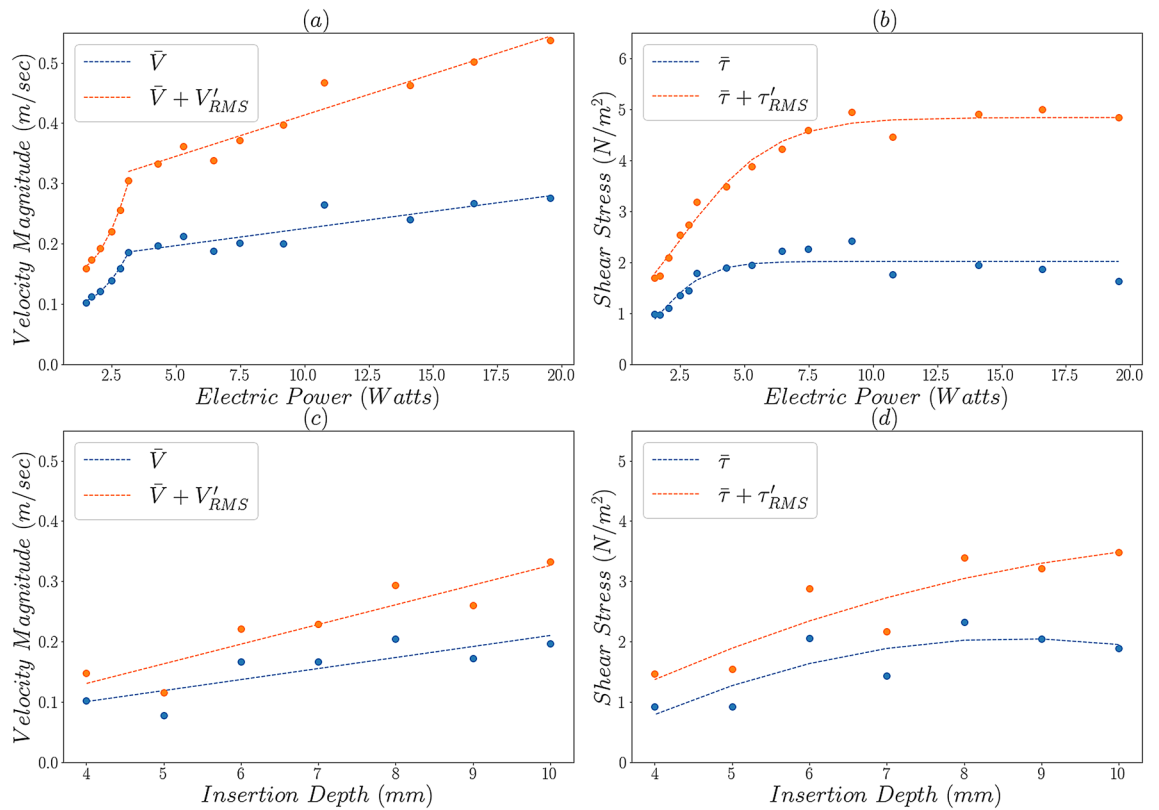 (a)
Velocity Magnitude (m/sec)
V̄
V̄ + V′RMS
0.5
0.4
0.3
0.2
0.1
0.0
2.5 5.0 7.5 10.0 12.5 15.0 17.5 20.0
Electric Power (Watts)
(b)
Shear Stress (N/m²)
τ̄
τ̄ + τ′RMS
6
5
4
3
2
1
0
2.5 5.0 7.5 10.0 12.5 15.0 17.5 20.0
Electric Power (Watts)
(c)
Velocity Magnitude (m/sec)
V̄
V̄ + V′RMS
0.5
0.4
0.3
0.2
0.1
0.0
4 5 6 7 8 9 10
Insertion Depth (mm)
(d)
Shear Stress (N/m²)
τ̄
τ̄ + τ′RMS
5
4
3
2
1
0
4 5 6 7 8 9 10
Insertion Depth (mm)